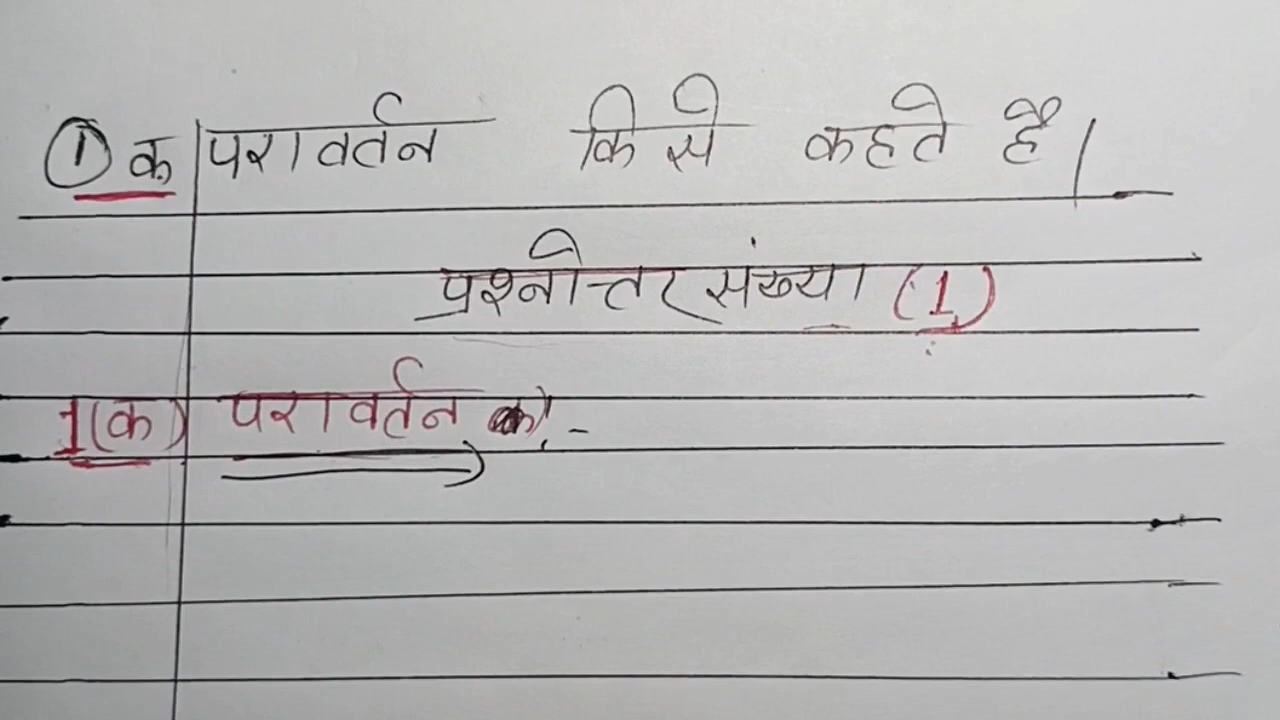 ① क परावर्तन किसे कहते है।
प्रश्नोत्तर संख्या (1)
1(क) परावर्तन :-